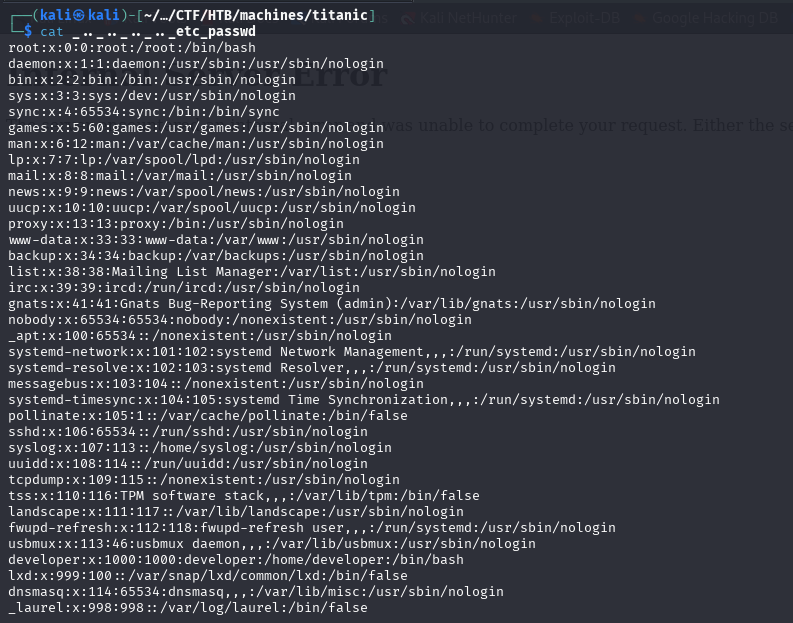 Kali NetHunter Exploit-DB Google Hacking DB
┌──(kali㉿kali)-[~/…/CTF/HTB/machines/titanic]
└─$ cat _.._.._.._.._etc_passwd
root:x:0:0:root:/root:/bin/bash
daemon:x:1:1:daemon:/usr/sbin:/usr/sbin/nologin
bin:x:2:2:bin:/bin:/usr/sbin/nologin
sys:x:3:3:sys:/dev:/usr/sbin/nologin
Error
sync:x:4:65534:sync:/bin:/bin/sync
games:x:5:60:games:/usr/games:/usr/sbin/nologin
was unable to complete your request. Either the se
man:x:6:12:man:/var/cache/man:/usr/sbin/nologin
lp:x:7:7:lp:/var/spool/lpd:/usr/sbin/nologin
mail:x:8:8:mail:/var/mail:/usr/sbin/nologin
news:x:9:9:news:/var/spool/news:/usr/sbin/nologin
uucp:x:10:10:uucp:/var/spool/uucp:/usr/sbin/nologin
proxy:x:13:13:proxy:/bin:/usr/sbin/nologin
www-data:x:33:33:www-data:/var/www:/usr/sbin/nologin
backup:x:34:34:backup:/var/backups:/usr/sbin/nologin
list:x:38:38:Mailing List Manager:/var/list:/usr/sbin/nologin
irc:x:39:39:ircd:/run/ircd:/usr/sbin/nologin
gnats:x:41:41:Gnats Bug-Reporting System (admin):/var/lib/gnats:/usr/sbin/nologin
nobody:x:65534:65534:nobody:/nonexistent:/usr/sbin/nologin
_apt:x:100:65534::/nonexistent:/usr/sbin/nologin
systemd-network:x:101:102:systemd Network Management,,,:/run/systemd:/usr/sbin/nologin
systemd-resolve:x:102:103:systemd Resolver,,,:/run/systemd:/usr/sbin/nologin
messagebus:x:103:104::/nonexistent:/usr/sbin/nologin
systemd-timesync:x:104:105:systemd Time Synchronization,,,:/run/systemd:/usr/sbin/nologin
pollinate:x:105:1::/var/cache/pollinate:/bin/false
sshd:x:106:65534::/run/sshd:/usr/sbin/nologin
syslog:x:107:113::/home/syslog:/usr/sbin/nologin
uuidd:x:108:114::/run/uuidd:/usr/sbin/nologin
tcpdump:x:109:115::/nonexistent:/usr/sbin/nologin
tss:x:110:116:TPM software stack,,,:/var/lib/tpm:/bin/false
landscape:x:111:117::/var/lib/landscape:/usr/sbin/nologin
fwupd-refresh:x:112:118:fwupd-refresh user,,,:/run/systemd:/usr/sbin/nologin
usbmux:x:113:46:usbmux daemon,,,:/var/lib/usbmux:/usr/sbin/nologin
developer:x:1000:1000:developer:/home/developer:/bin/bash
lxd:x:999:100::/var/snap/lxd/common/lxd:/bin/false
dnsmasq:x:114:65534:dnsmasq,,,:/var/lib/misc:/usr/sbin/nologin
_laurel:x:998:998::/var/log/laurel:/bin/false